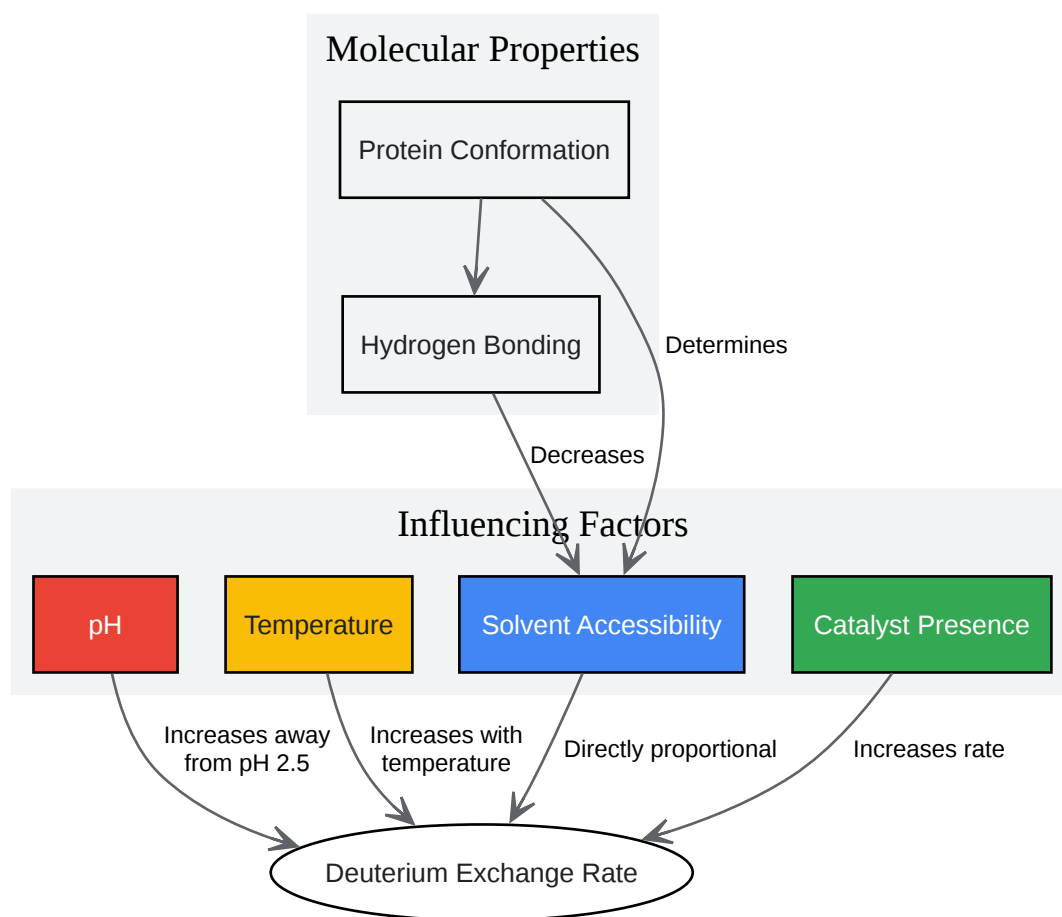 Molecular Properties
Protein Conformation
Hydrogen Bonding
Determines
Decreases
Influencing Factors
pH
Temperature
Solvent Accessibility
Catalyst Presence
Increases away
from pH 2.5
Increases with
temperature
Directly proportional
Increases rate
Deuterium Exchange Rate